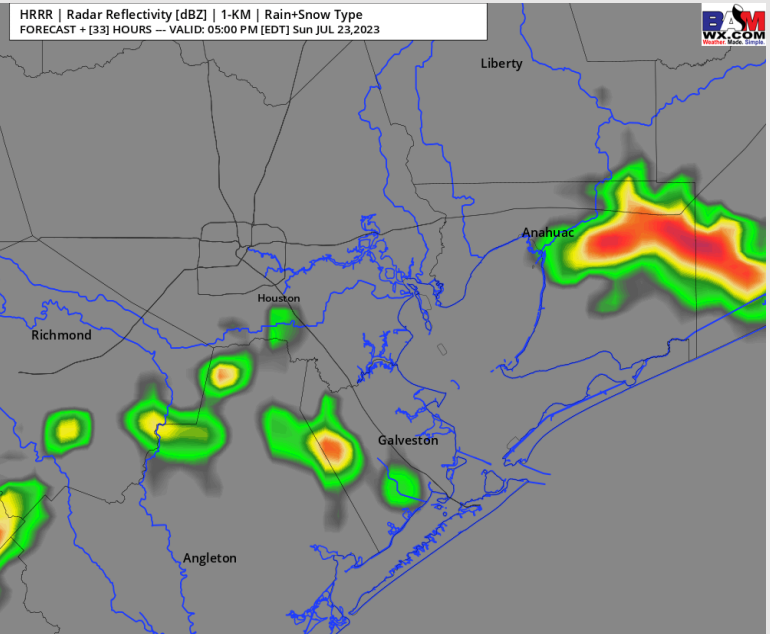 HRRR | Radar Reflectivity [dBZ] | 1-KM | Rain+Snow Type
FORECAST + [33] HOURS --- VALID: 05:00 PM [EDT] Sun JUL 23,2023
BAM
WX.COM
Weather. Made. Simple.
Liberty
Anahuac
Houston
Richmond
Galveston
Angleton